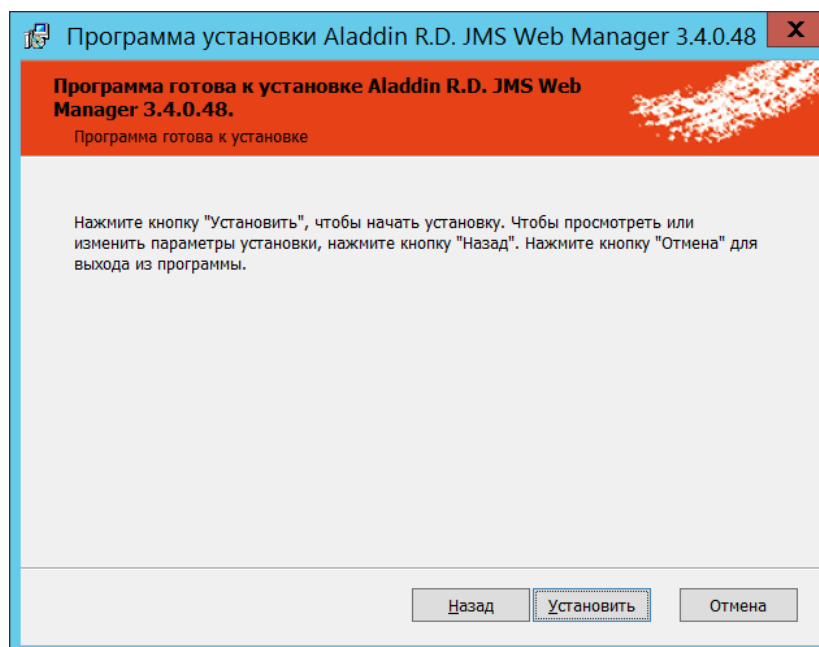 Программа установки Aladdin R.D. JMS Web Manager 3.4.0.48
X
Программа готова к установке Aladdin R.D. JMS Web
Manager 3.4.0.48.
Программа готова к установке
Нажмите кнопку "Установить", чтобы начать установку. Чтобы просмотреть или
изменить параметры установки, нажмите кнопку "Назад". Нажмите кнопку "Отмена" для
выхода из программы.
Назад Установить Отмена